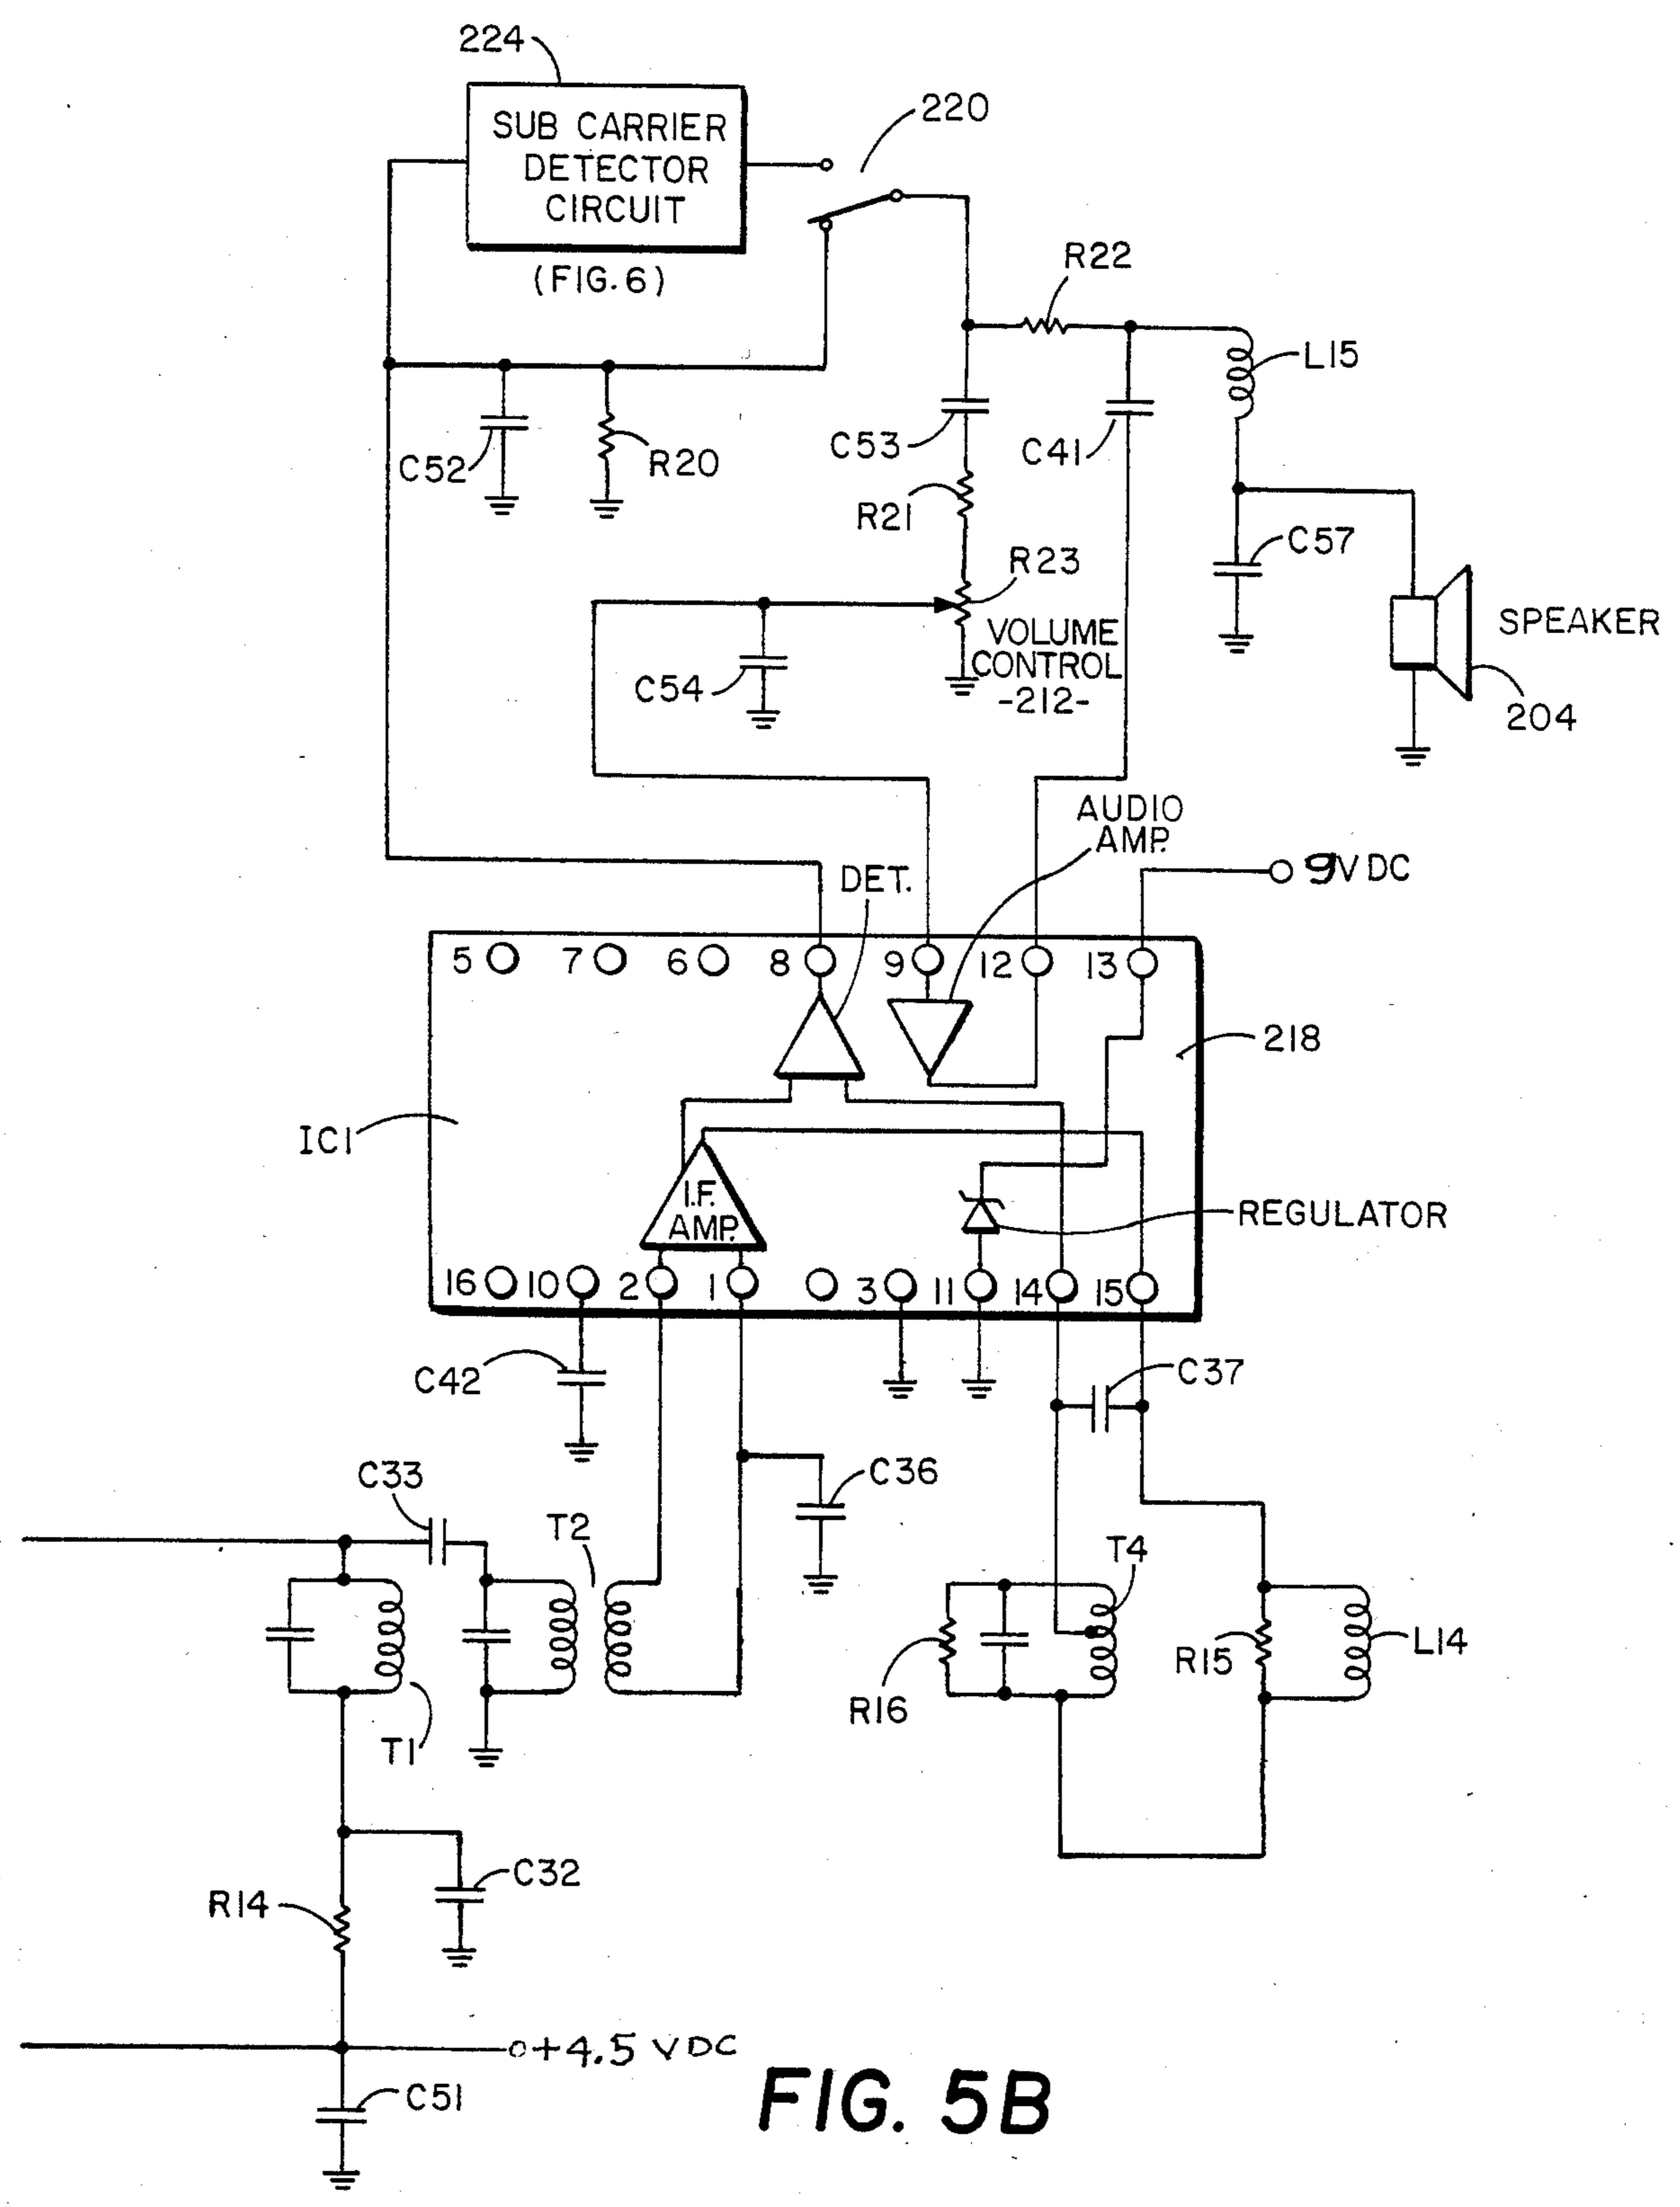 224
SUB CARRIER
DETECTOR
CIRCUIT
(FIG. 6)
220
R22
L15
C52
R20
C53
C41
R21
C57
R23
VOLUME
CONTROL
-212-
C54
SPEAKER
204
AUDIO
AMP.
DET.
9V DC
5 7 6 8 9 12 13
218
IC1
I.F.
AMP.
REGULATOR
16 10 2 1 3 11 14 15
C42
C37
C33
C36
T2
T4
R16
R15
L14
T1
C32
R14
+4.5 VDC
C51
FIG. 5B